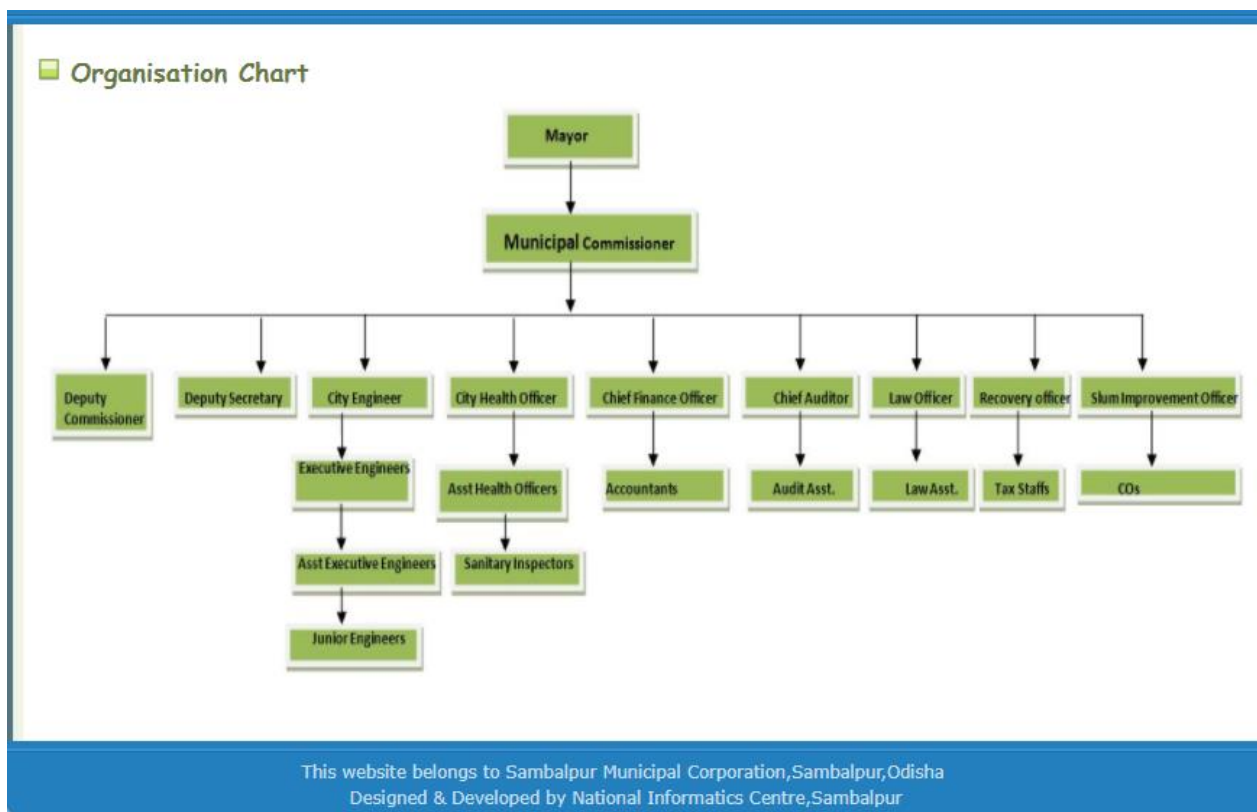 Organisation Chart
Mayor
Municipal Commissioner
Deputy
Commissioner
Deputy Secretary
City Engineer
City Health Officer
Chief Finance Officer
Chief Auditor
Law Officer
Recovery officer
Slum Improvement Officer
Executive Engineers
Asst Health Officers
Accountants
Audit Asst.
Law Asst.
Tax Staffs
COs
Asst Executive Engineers
Sanitary Inspectors
Junior Engineers
This website belongs to Sambalpur Municipal Corporation,Sambalpur,Odisha
Designed & Developed by National Informatics Centre,Sambalpur